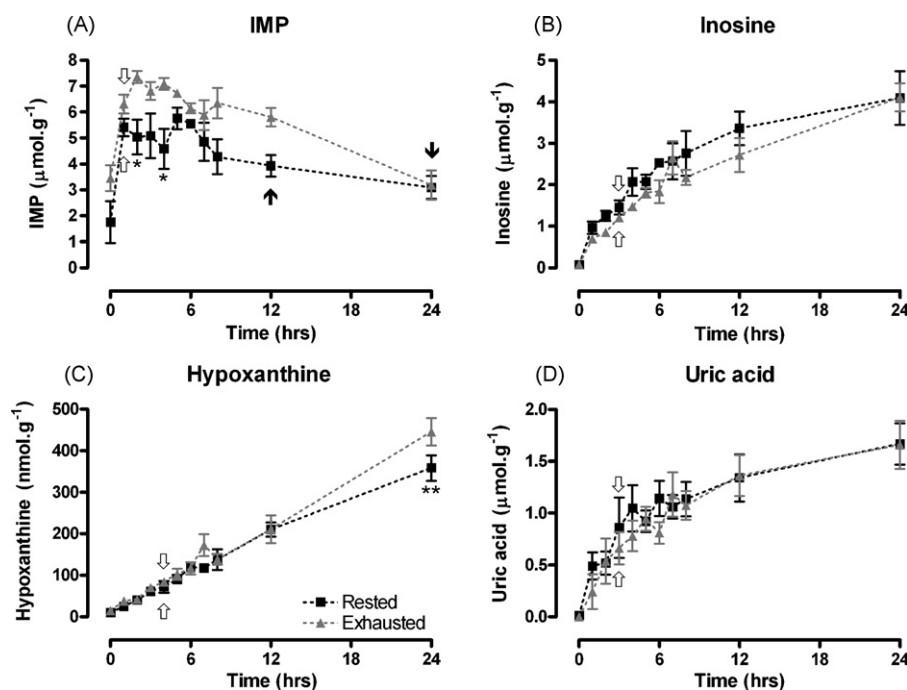 (A) IMP
IMP (μmol.g⁻¹)
8
7
6
5
4
3
2
1
0
* *
0 6 12 18 24
Time (hrs)
(B) Inosine
Inosine (μmol.g⁻¹)
5
4
3
2
1
0
0 6 12 18 24
Time (hrs)
(C) Hypoxanthine
Hypoxanthine (nmol.g⁻¹)
500
400
300
200
100
0
**
Rested
Exhausted
0 6 12 18 24
Time (hrs)
(D) Uric acid
Uric acid (μmol.g⁻¹)
2.0
1.5
1.0
0.5
0.0
0 6 12 18 24
Time (hrs)